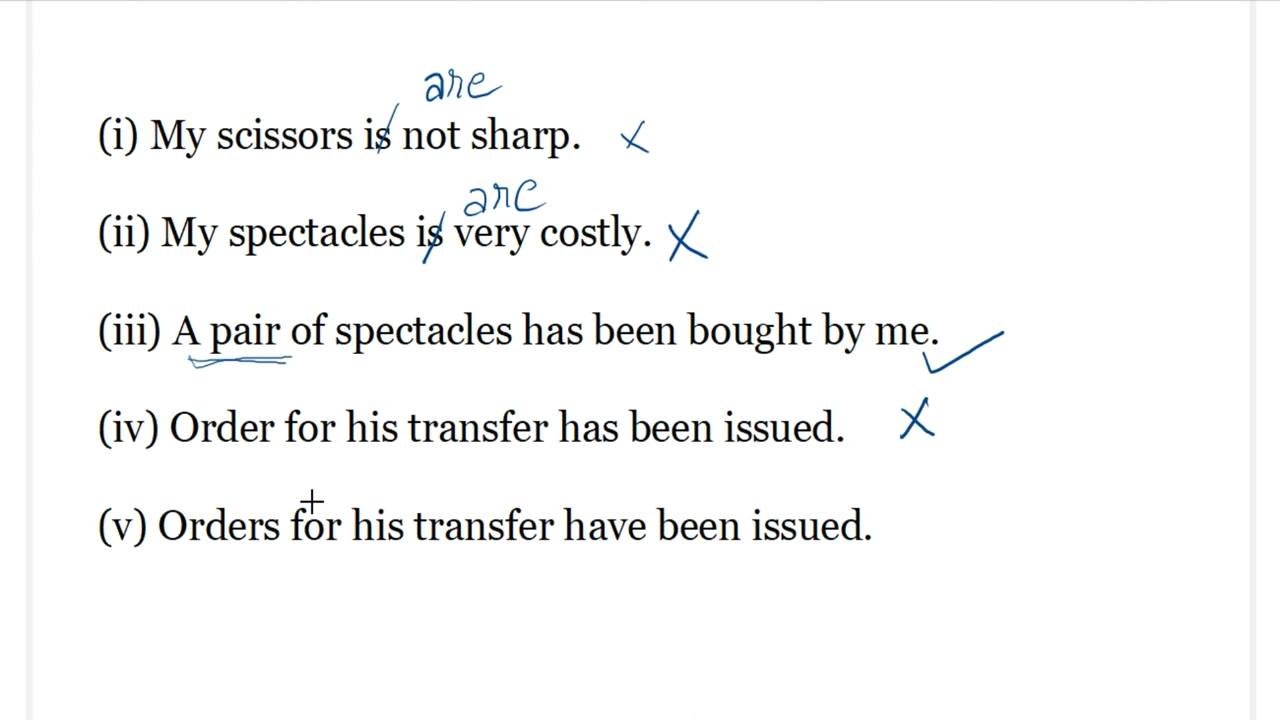 are
(i) My scissors is not sharp. ×
are
(ii) My spectacles is very costly. ×
(iii) A pair of spectacles has been bought by me. ✓
(iv) Order for his transfer has been issued. ×
(v) Orders for his transfer have been issued.